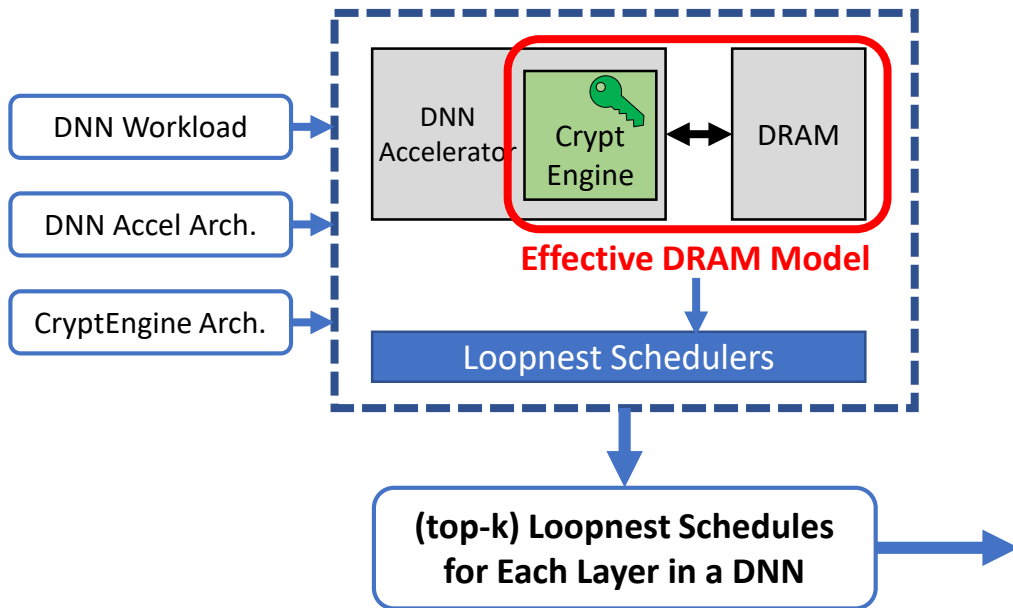 DNN Workload
DNN Accel Arch.
CryptEngine Arch.
DNN
Accelerator
Crypt
Engine
DRAM
Effective DRAM Model
Loopnest Schedulers
(top-k) Loopnest Schedules
for Each Layer in a DNN